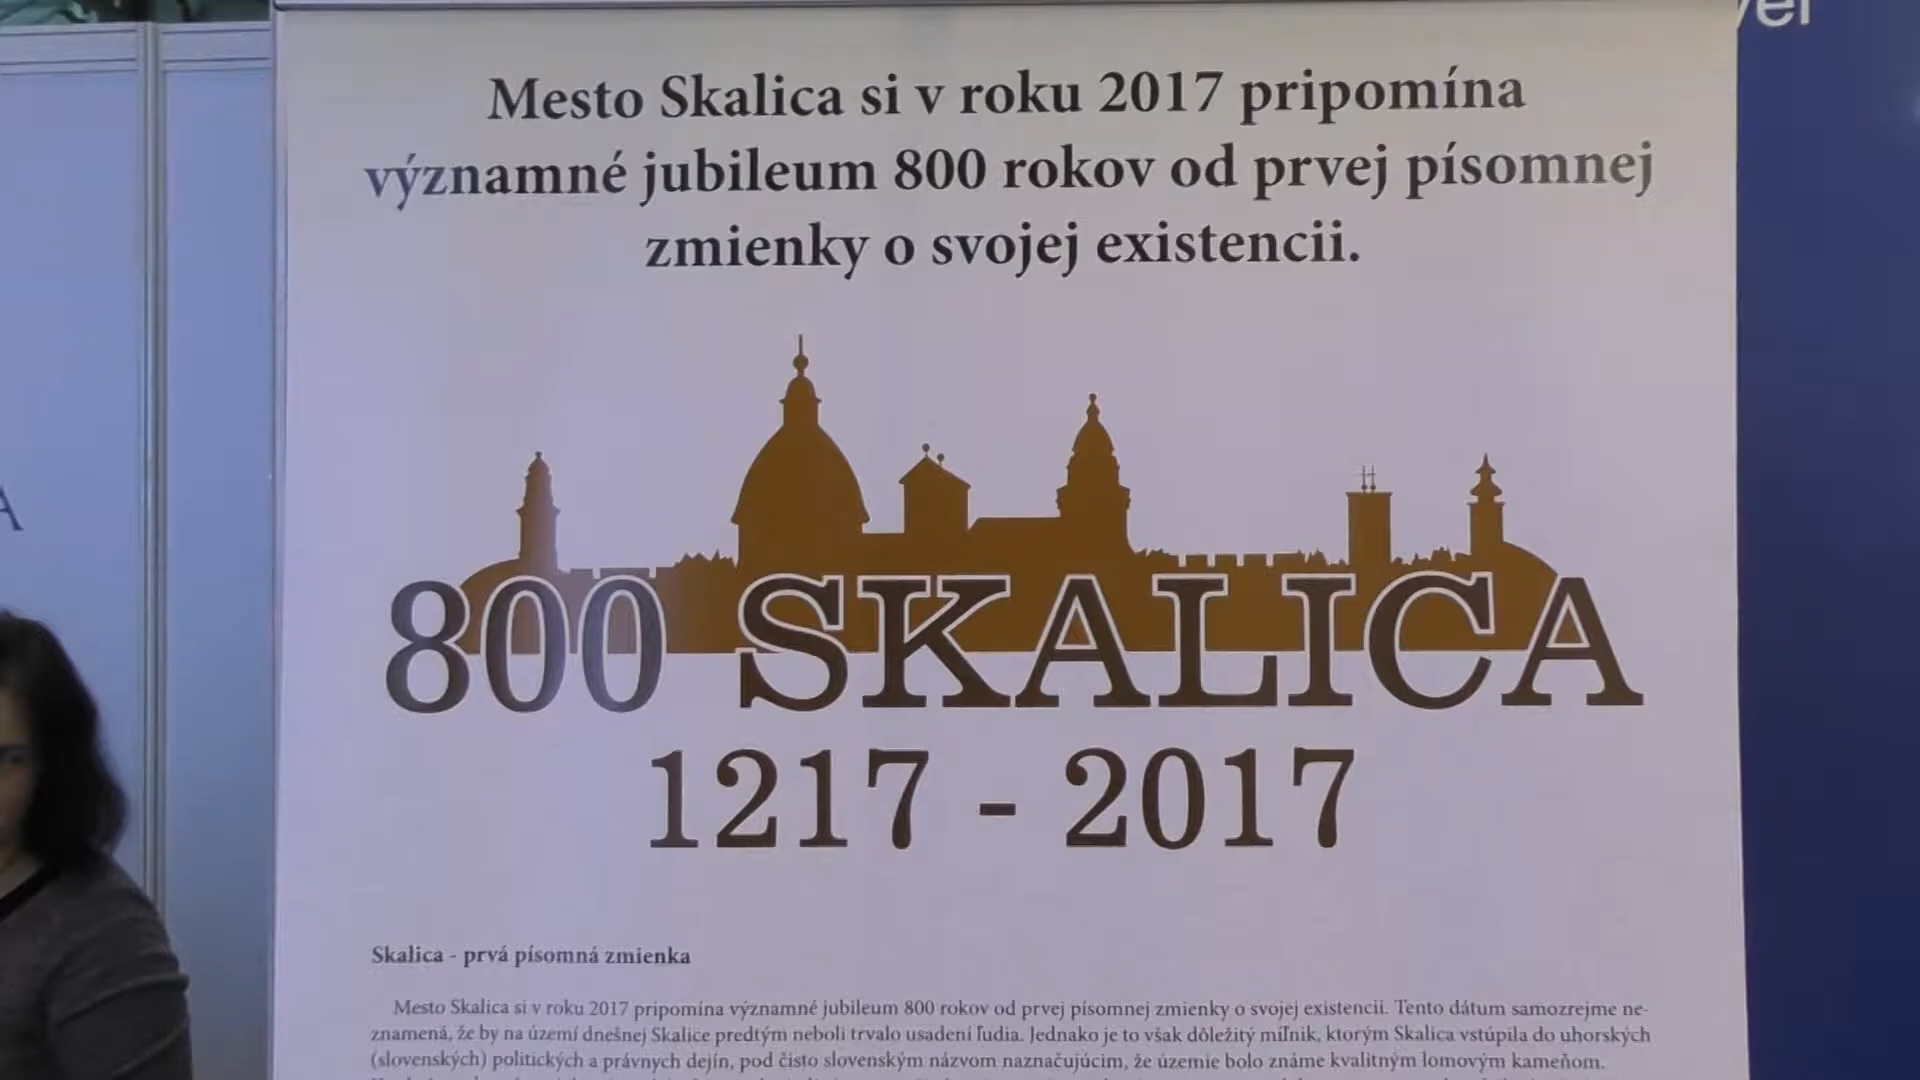 Mesto Skalica si v roku 2017 pripomína
významné jubileum 800 rokov od prvej písomnej
zmienky o svojej existencii.
800 SKALICA
1217 - 2017
Skalica - prvá písomná zmienka
Mesto Skalica si v roku 2017 pripomína významné jubileum 800 rokov od prvej písomnej zmienky o svojej existencii. Tento dátum samozrejme ne-
znamená, že by na území dnešnej Skalice predtým neboli trvalo usadení ľudia. Jednako je to však dôležitý míľnik, ktorým Skalica vstúpila do uhorských
(slovenských) politických a právnych dejín, pod čisto slovenským názvom naznačujúcim, že územie bolo známe kvalitným lomovým kameňom.